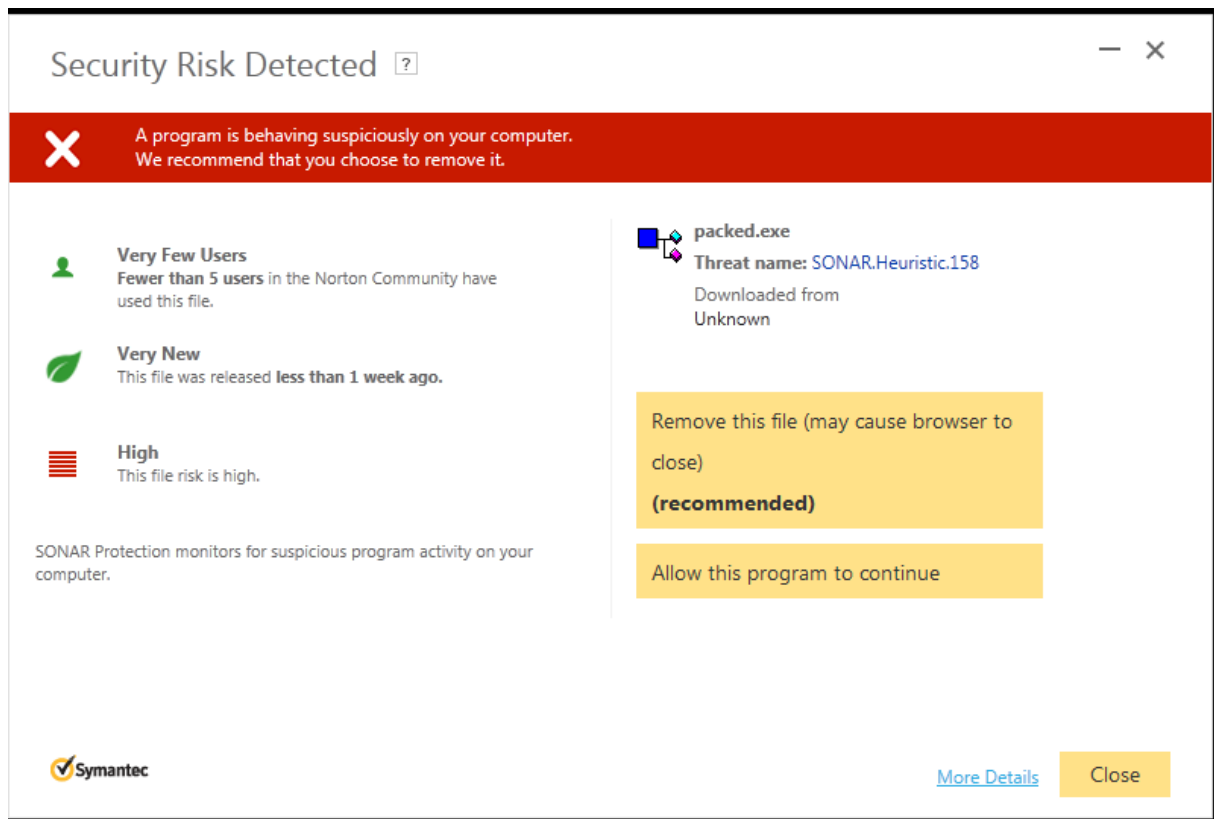 Security Risk Detected ?
A program is behaving suspiciously on your computer.
We recommend that you choose to remove it.
Very Few Users
Fewer than 5 users in the Norton Community have
used this file.
Very New
This file was released less than 1 week ago.
High
This file risk is high.
SONAR Protection monitors for suspicious program activity on your
computer.
packed.exe
Threat name: SONAR.Heuristic.158
Downloaded from
Unknown
Remove this file (may cause browser to
close)
(recommended)
Allow this program to continue
Symantec
More Details
Close